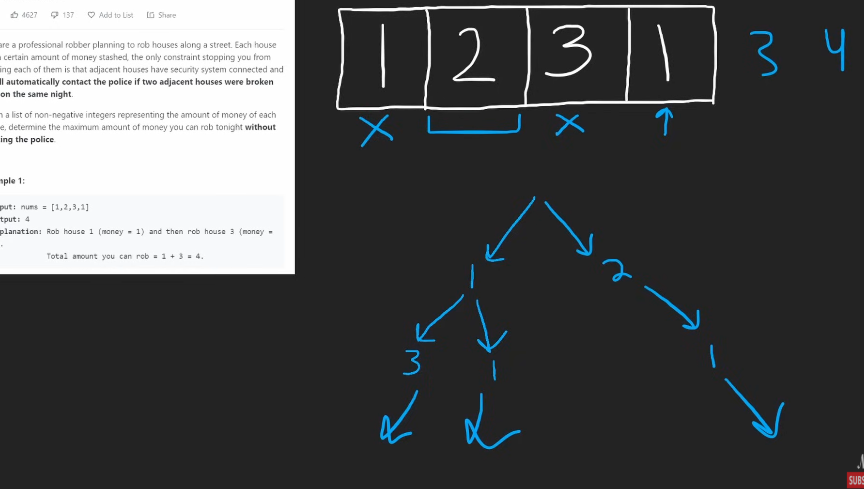 4627 137 Add to List Share
are a professional robber planning to rob houses along a street. Each house
certain amount of money stashed, the only constraint stopping you from
ing each of them is that adjacent houses have security system connected and
ll automatically contact the police if two adjacent houses were broken
on the same night.
a list of non-negative integers representing the amount of money of each
e, determine the maximum amount of money you can rob tonight without
ing the police.
mple 1:
put: nums = [1,2,3,1]
tput: 4
planation: Rob house 1 (money = 1) and then rob house 3 (money =
.
Total amount you can rob = 1 + 3 = 4.
1 2 3 1 3 4
X X
1 2
3 1 1
SUBS